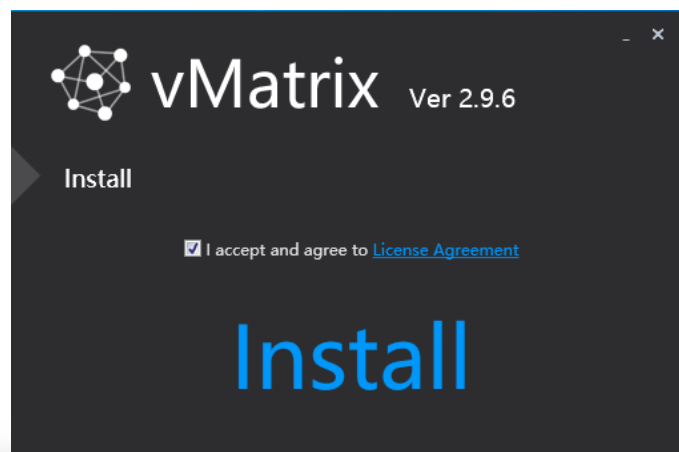 vMatrix Ver 2.9.6
Install
I accept and agree to License Agreement
Install